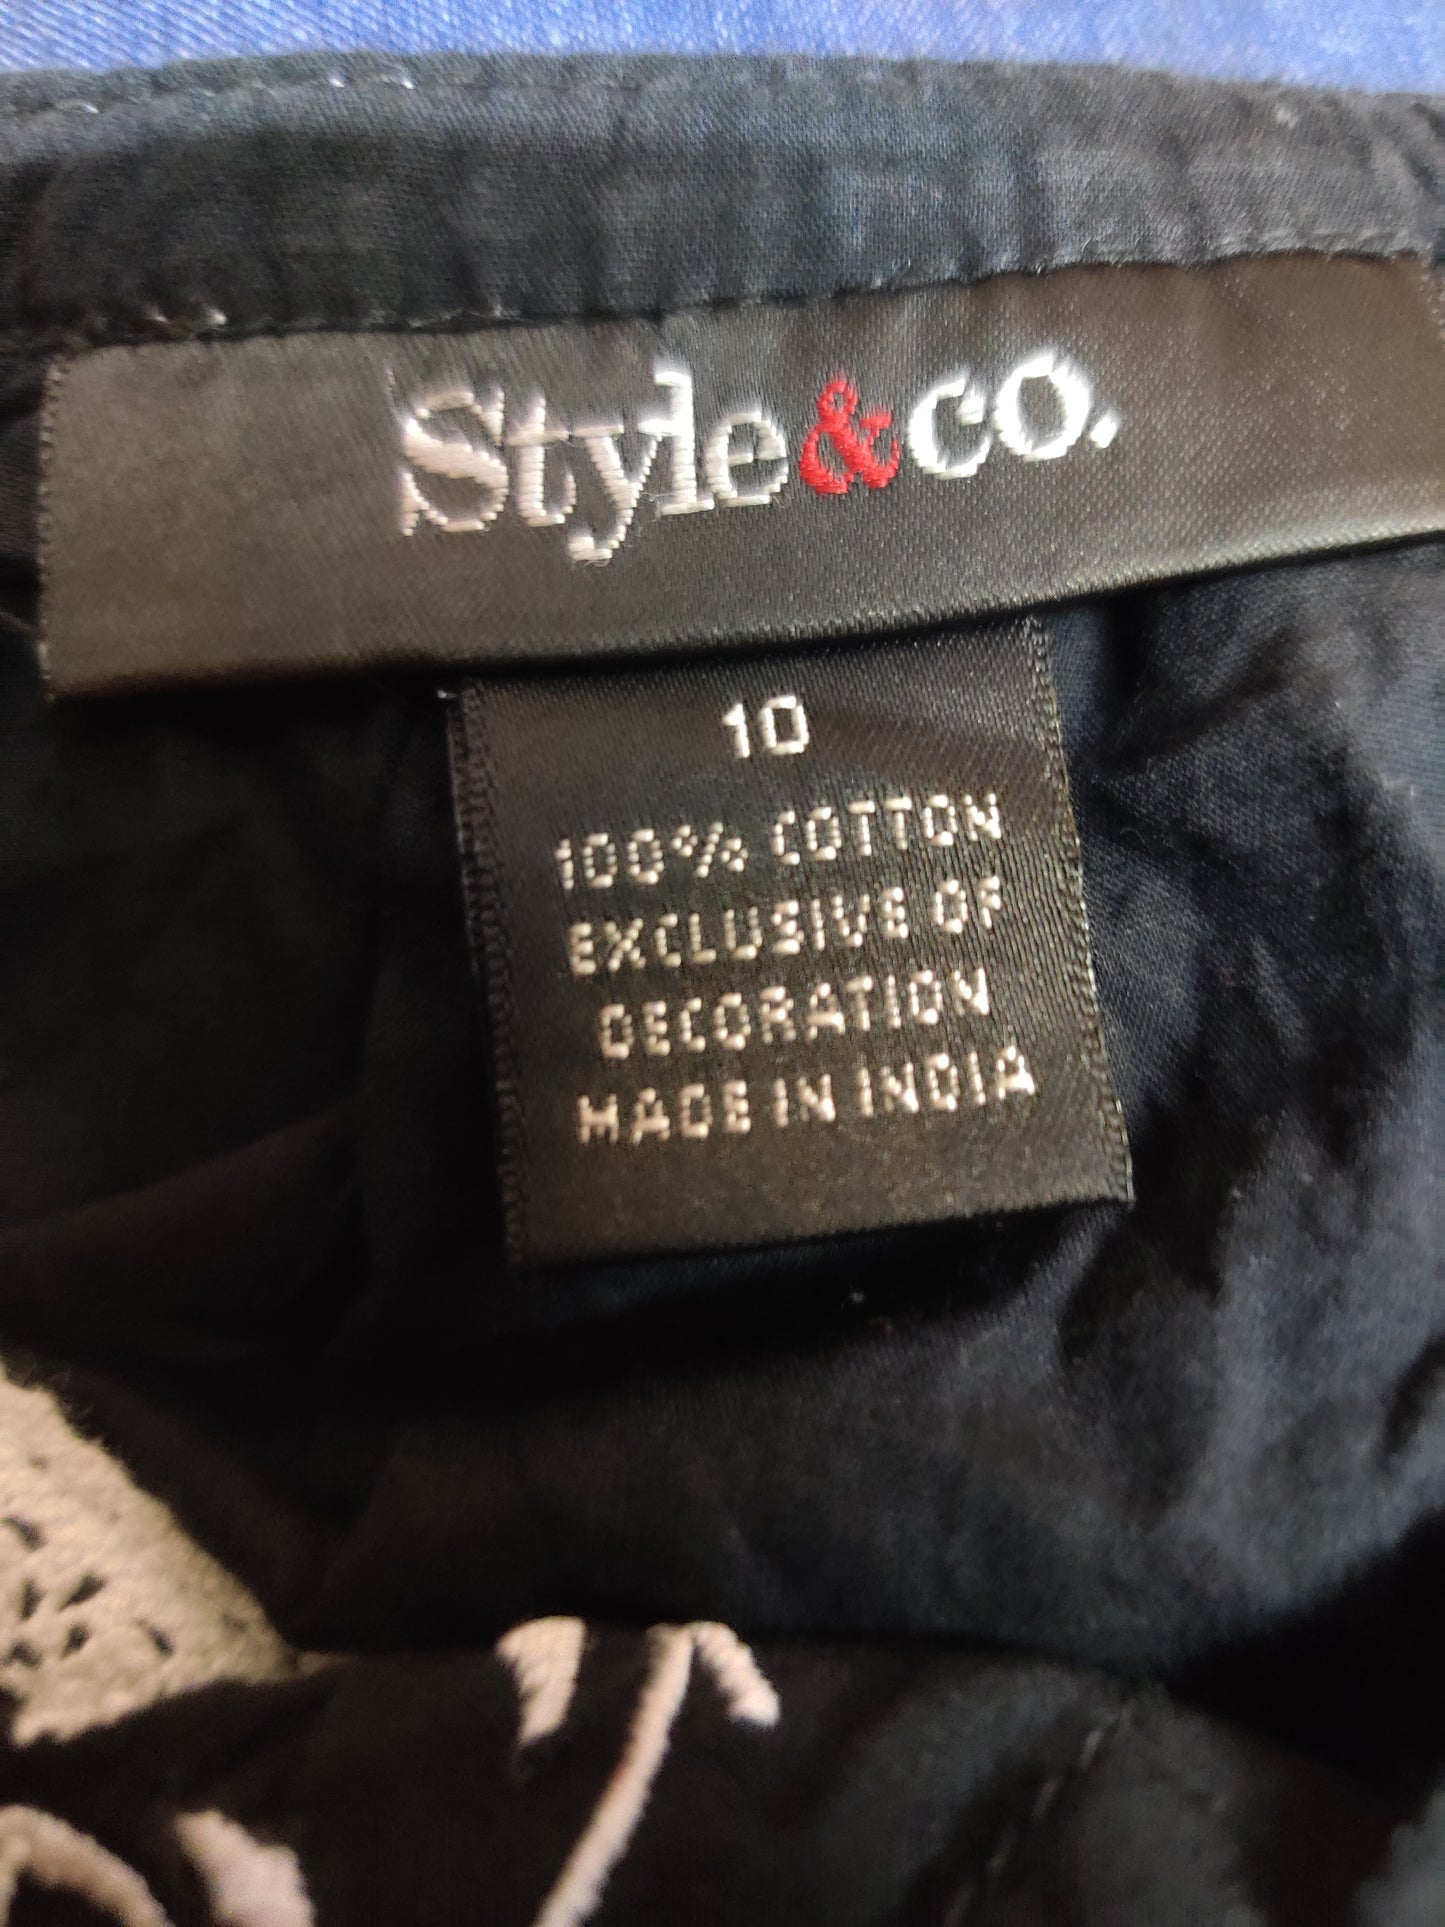 Style&co.
10
100% COTTON
EXCLUSIVE OF
DECORATION
MADE IN INDIA